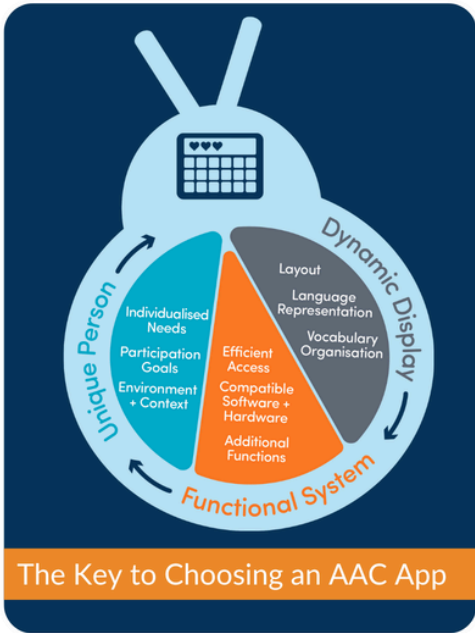 Dynamic Display
Layout
Language
Representation
Vocabulary
Organisation
Unique Person
Individualised
Needs
Participation
Goals
Environment
+ Context
Efficient
Access
Compatible
Software +
Hardware
Additional
Functions
Functional System
The Key to Choosing an AAC App